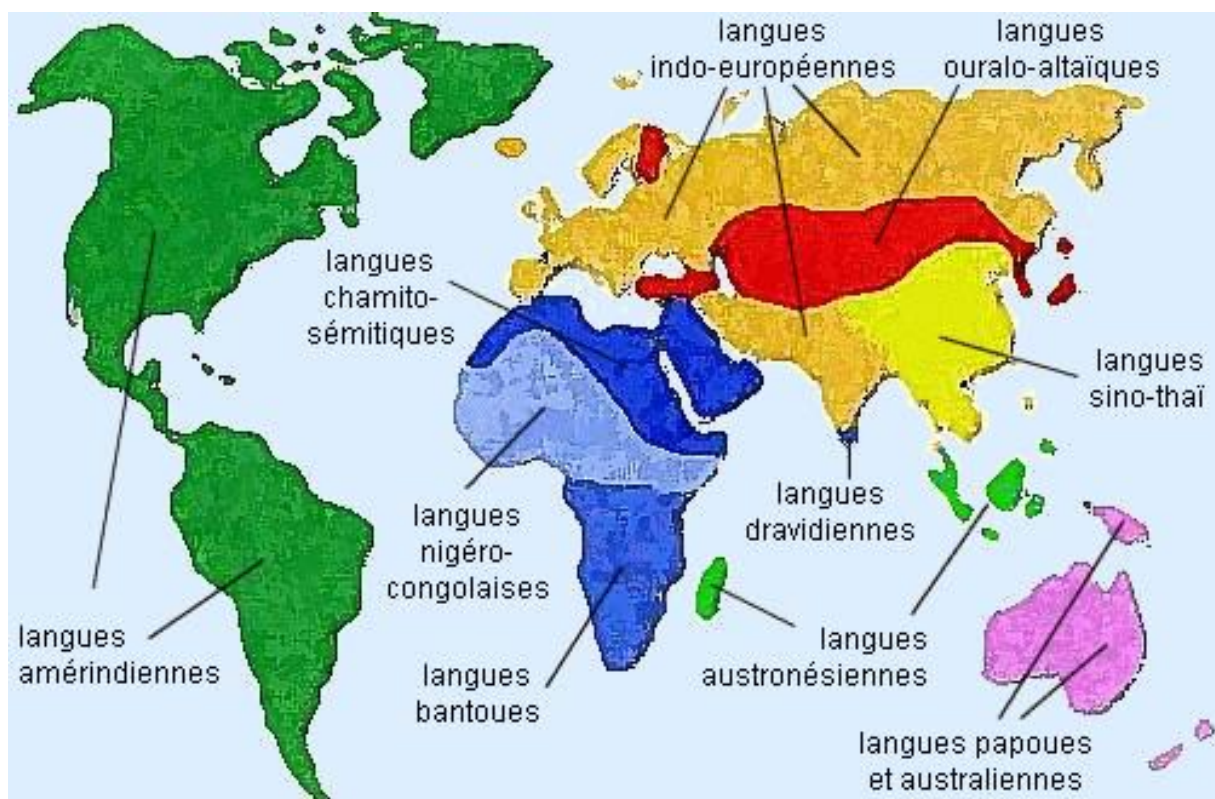 langues
indo-européennes
langues
ouralo-altaïques
langues
chamito-
sémitiques
langues
sino-thaï
langues
dravidiennes
langues
nigéro-
congolaises
langues
amérindiennes
langues
bantoues
langues
austronésiennes
langues papoues
et australiennes